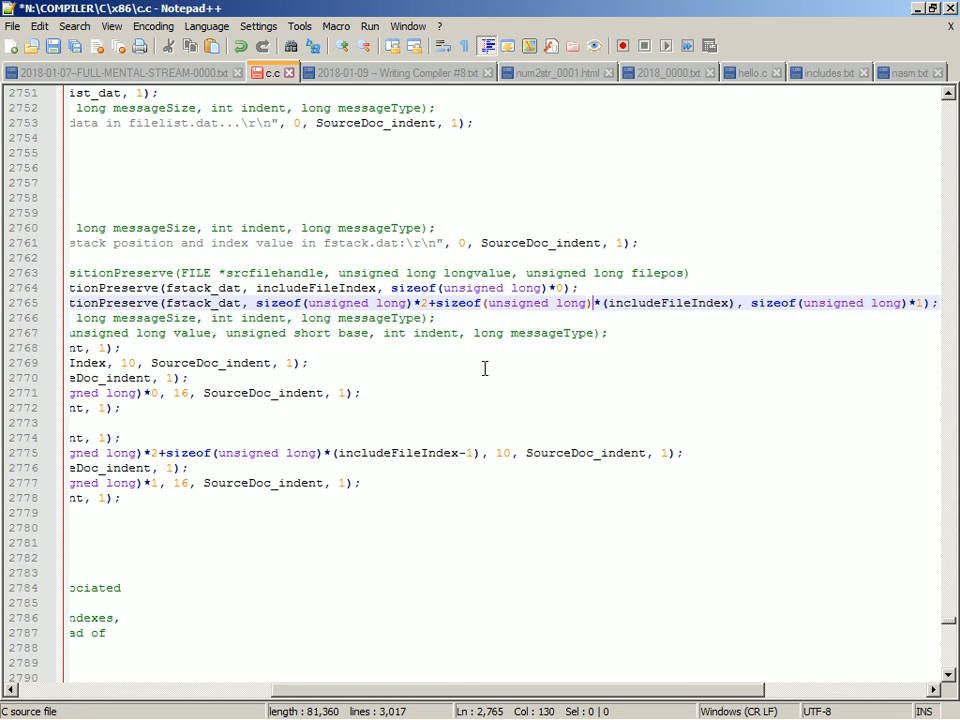 *N:\COMPILER\C\x86\c.c - Notepad++
File Edit Search View Encoding Language Settings Tools Macro Run Window ? X
2018-01-07-FULL-MENTAL-STREAM-0000.txt c.c 2018-01-09 -- Writing Compiler #8.txt num2str_0001.html 2018_0000.txt hello.c includes.txt nasm.txt
2751 ist_dat, 1);
2752 long messageSize, int indent, long messageType);
2753 data in filelist.dat...\r\n", 0, SourceDoc_indent, 1);
2754
2755
2756
2757
2758
2759
2760 long messageSize, int indent, long messageType);
2761 stack position and index value in fstack.dat:\r\n", 0, SourceDoc_indent, 1);
2762
2763 sitionPreserve(FILE *srcfilehandle, unsigned long longvalue, unsigned long filepos)
2764 tionPreserve(fstack_dat, includeFileIndex, sizeof(unsigned long)*0);
2765 tionPreserve(fstack_dat, sizeof(unsigned long)*2+sizeof(unsigned long)*(includeFileIndex), sizeof(unsigned long)*1);
2766 long messageSize, int indent, long messageType);
2767 unsigned long value, unsigned short base, int indent, long messageType);
2768 nt, 1);
2769 Index, 10, SourceDoc_indent, 1);
2770 eDoc_indent, 1);
2771 gned long)*0, 16, SourceDoc_indent, 1);
2772 nt, 1);
2773
2774 nt, 1);
2775 gned long)*2+sizeof(unsigned long)*(includeFileIndex-1), 10, SourceDoc_indent, 1);
2776 eDoc_indent, 1);
2777 gned long)*1, 16, SourceDoc_indent, 1);
2778 nt, 1);
2779
2780
2781
2782
2783
2784 ociated
2785
2786 ndexes,
2787 ad of
2788
2789
2790
C source file length : 81,360 lines : 3,017 Ln : 2,765 Col : 130 Sel : 0 | 0 Windows (CR LF) UTF-8 INS